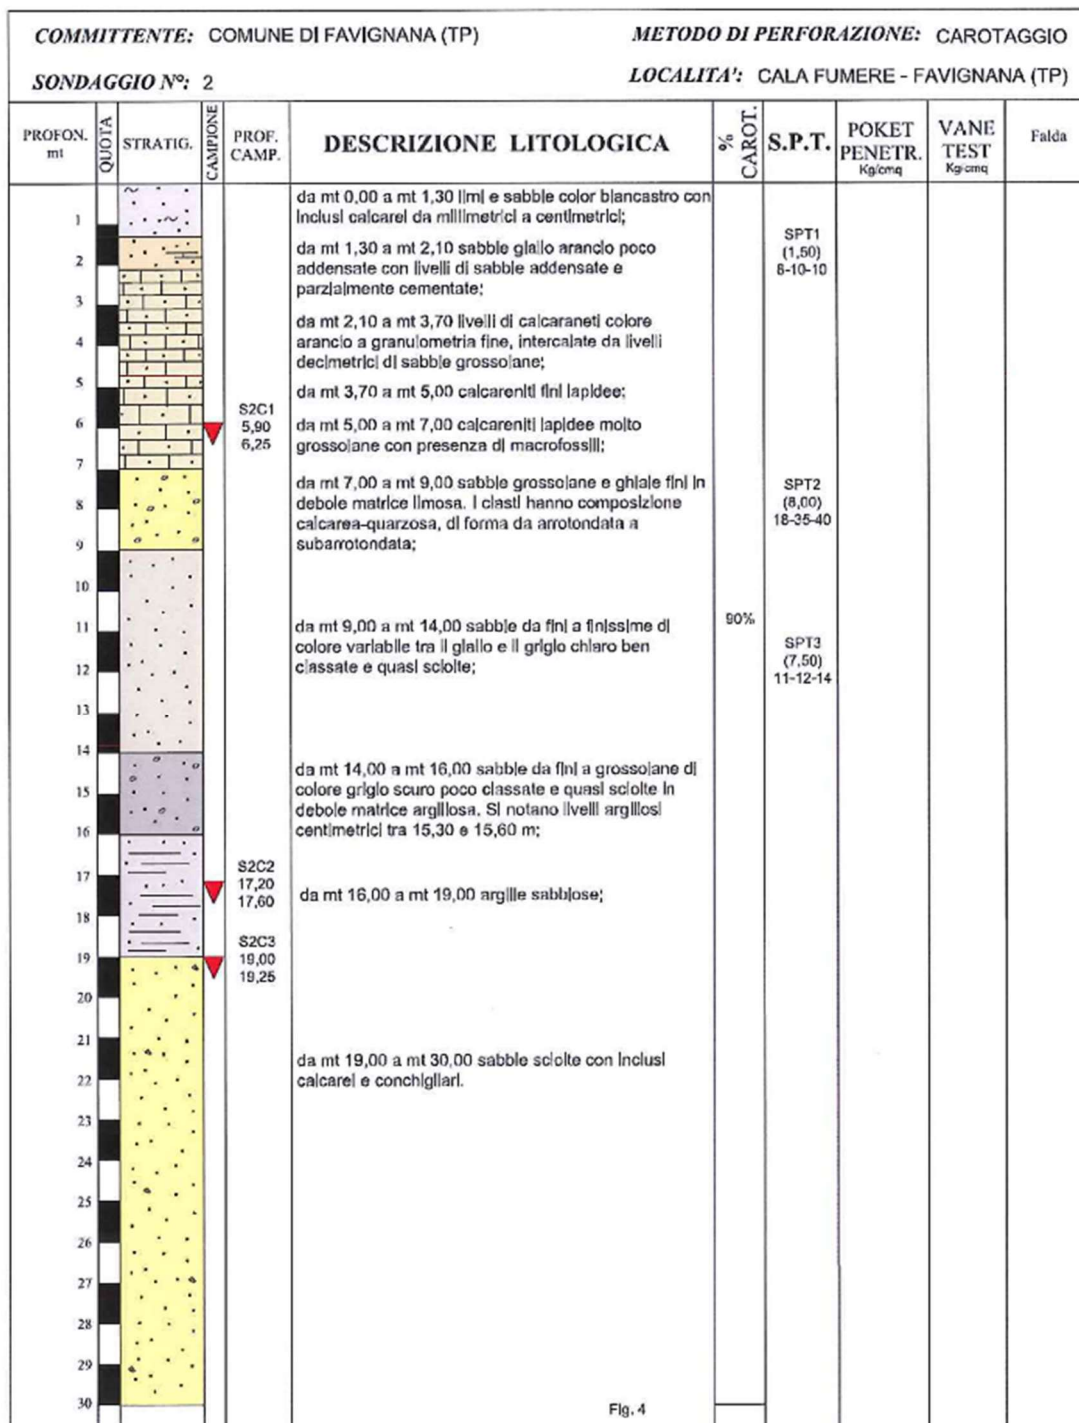 COMMITTENTE: COMUNE DI FAVIGNANA (TP)
METODO DI PERFORAZIONE: CAROTAGGIO
SONDAGGIO N°: 2
LOCALITA': CALA FUMERE - FAVIGNANA (TP)
PROFON. mt
QUOTA
STRATIG.
CAMPIONE
PROF. CAMP.
DESCRIZIONE LITOLOGICA
% CAROT.
S.P.T.
POKET PENETR. Kg/cmq
VANE TEST Kg/cmq
Falda
da mt 0,00 a mt 1,30 limi e sabbie color biancastro con
inclusi calcarei da millimetrici a centimetrici;
da mt 1,30 a mt 2,10 sabbie giallo arancio poco
addensate con livelli di sabbie addensate e
parzialmente cementate;
da mt 2,10 a mt 3,70 livelli di calcaraneti colore
arancio a granulometria fine, intercalate da livelli
decimetrici di sabbie grossolane;
da mt 3,70 a mt 5,00 calcareniti fini lapidee;
da mt 5,00 a mt 7,00 calcareniti lapidee molto
grossolane con presenza di macrofossili;
da mt 7,00 a mt 9,00 sabbie grossolane e ghiaie fini in
debole matrice limosa. I clasti hanno composizione
calcarea-quarzosa, di forma da arrotondata a
subarrotondata;
da mt 9,00 a mt 14,00 sabbie da fini a finissime di
colore variabile tra il giallo e il grigio chiaro ben
classate e quasi sciolte;
da mt 14,00 a mt 16,00 sabbie da fini a grossolane di
colore grigio scuro poco classate e quasi sciolte in
debole matrice argillosa. Si notano livelli argillosi
centimetrici tra 15,30 e 15,60 m;
da mt 16,00 a mt 19,00 argille sabbiose;
da mt 19,00 a mt 30,00 sabbie sciolte con inclusi
calcarei e conchigliari.
1
2
3
4
5
6
7
8
9
10
11
12
13
14
15
16
17
18
19
20
21
22
23
24
25
26
27
28
29
30
S2C1
5,90
6,25
S2C2
17,20
17,60
S2C3
19,00
19,25
90%
SPT1
(1,50)
8-10-10
SPT2
(8,00)
18-35-40
SPT3
(7,50)
11-12-14
Fig. 4